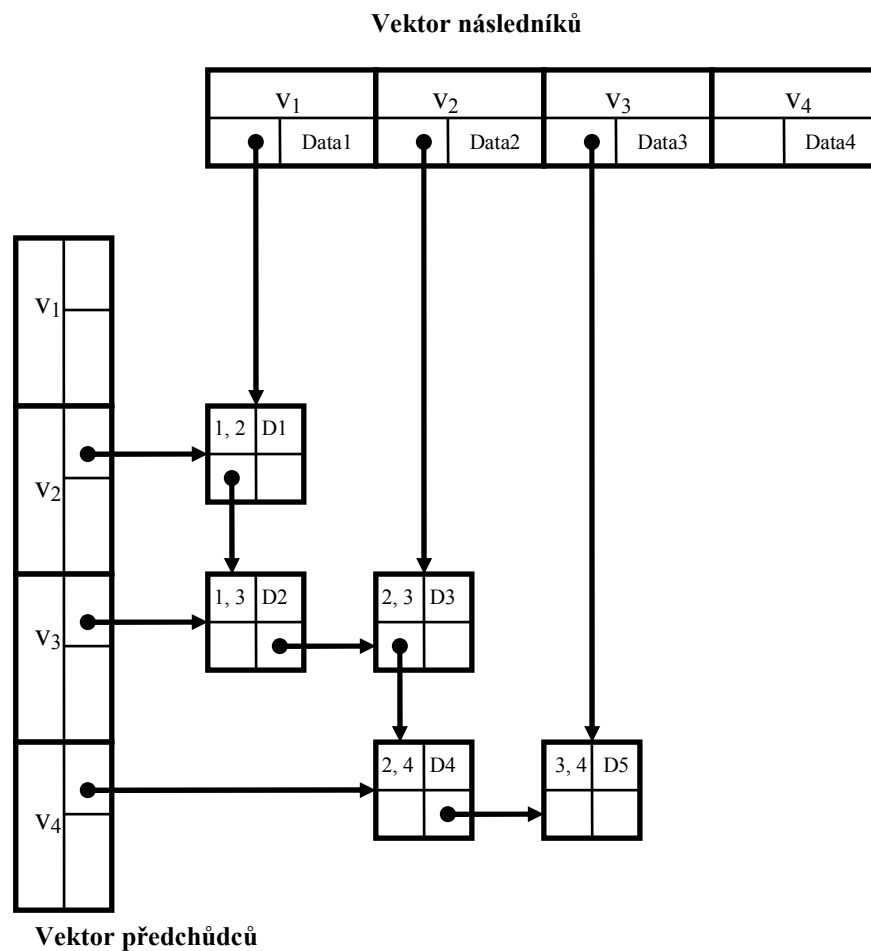 Vektor následníků
v1 v2 v3 v4
Data1 Data2 Data3 Data4
v1
1, 2 D1
v2
1, 3 D2 2, 3 D3
v3
2, 4 D4 3, 4 D5
v4
Vektor předchůdců